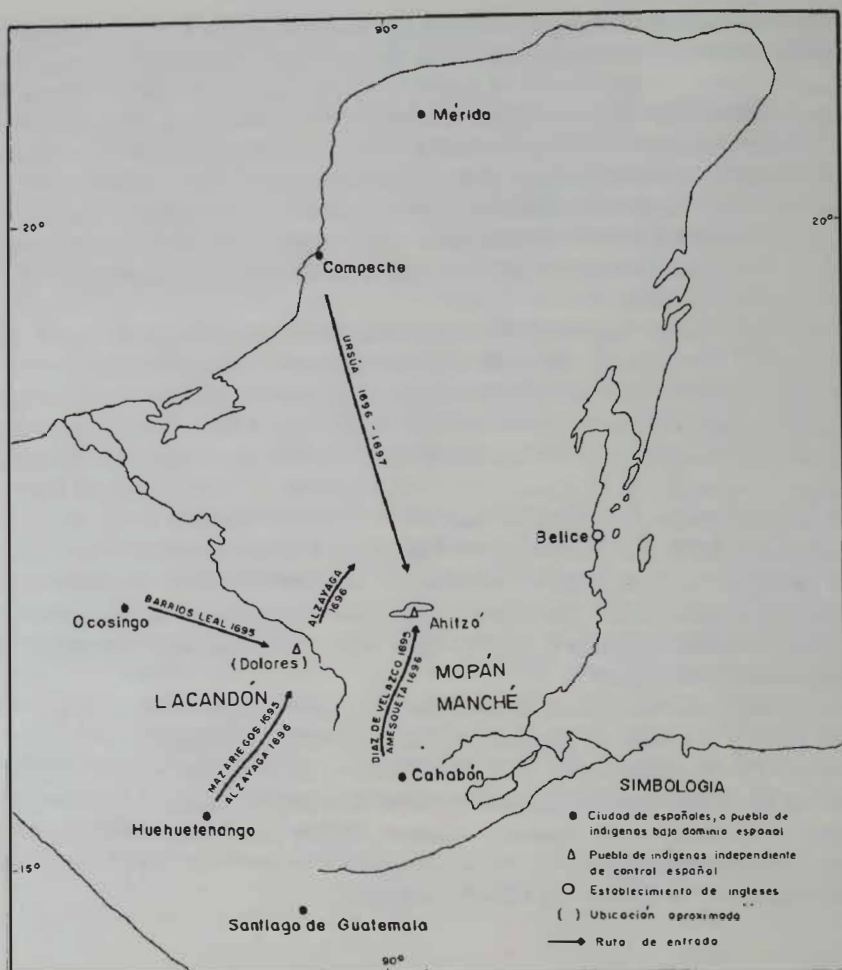 90°
Mérida
20°
20°
Compeche
URSÚA 1696 - 1697
Belice
ALZAYAGA
1696
BARRIOS LEAL 1695
Ocosingo
Ahitzá
(Dolores)
MOPÁN
LACANDÓN
MANCHÉ
DIAZ DE VELAZCO 1695
AMESQUETA 1696
MAZARIEGOS 1695
ALZAYAGA 1696
Cahabón
Huehuetenango
SIMBOLOGIA
Ciudad de españoles, o pueblo de
indígenas bajo dominio español
Pueblo de indígenas independiente
de control español
Establecimiento de ingleses
( ) Ubicación aproximada
Ruta de entrada
15°
Santiago de Guatemala
90°